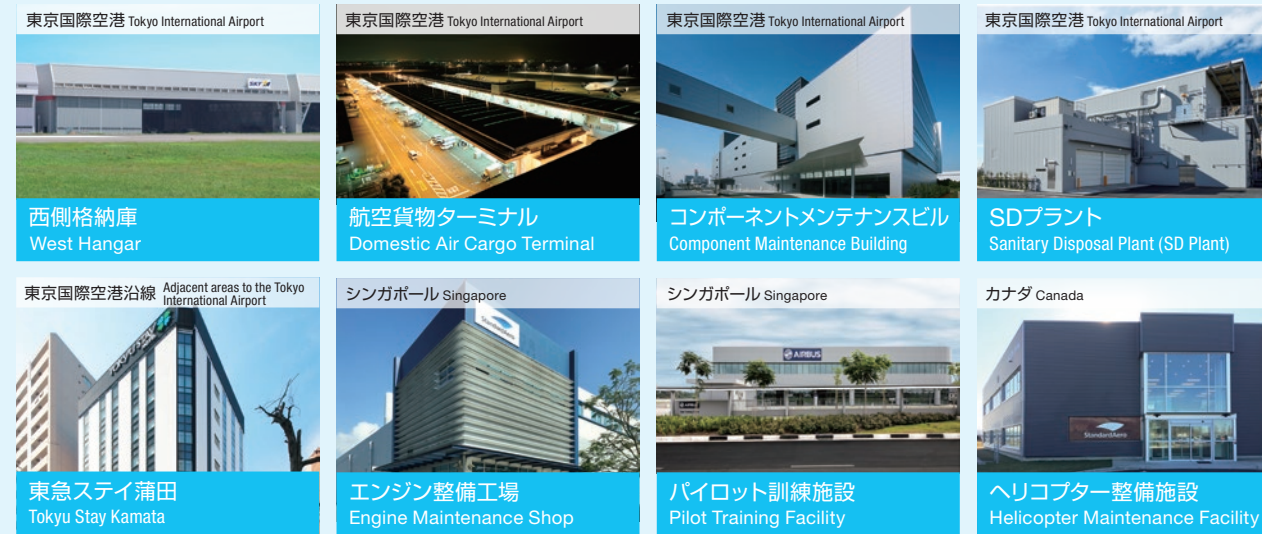 東京国際空港 Tokyo International Airport
SKY
西側格納庫
West Hangar
東京国際空港 Tokyo International Airport
航空貨物ターミナル
Domestic Air Cargo Terminal
東京国際空港 Tokyo International Airport
コンポーネントメンテナンスビル
Component Maintenance Building
東京国際空港 Tokyo International Airport
SDプラント
Sanitary Disposal Plant (SD Plant)
東京国際空港沿線 Adjacent areas to the Tokyo
International Airport
TOKYU STAY
東急ステイ蒲田
Tokyu Stay Kamata
シンガポール Singapore
StandardAero
エンジン整備工場
Engine Maintenance Shop
シンガポール Singapore
AIRBUS
パイロット訓練施設
Pilot Training Facility
カナダ Canada
StandardAero
ヘリコプター整備施設
Helicopter Maintenance Facility